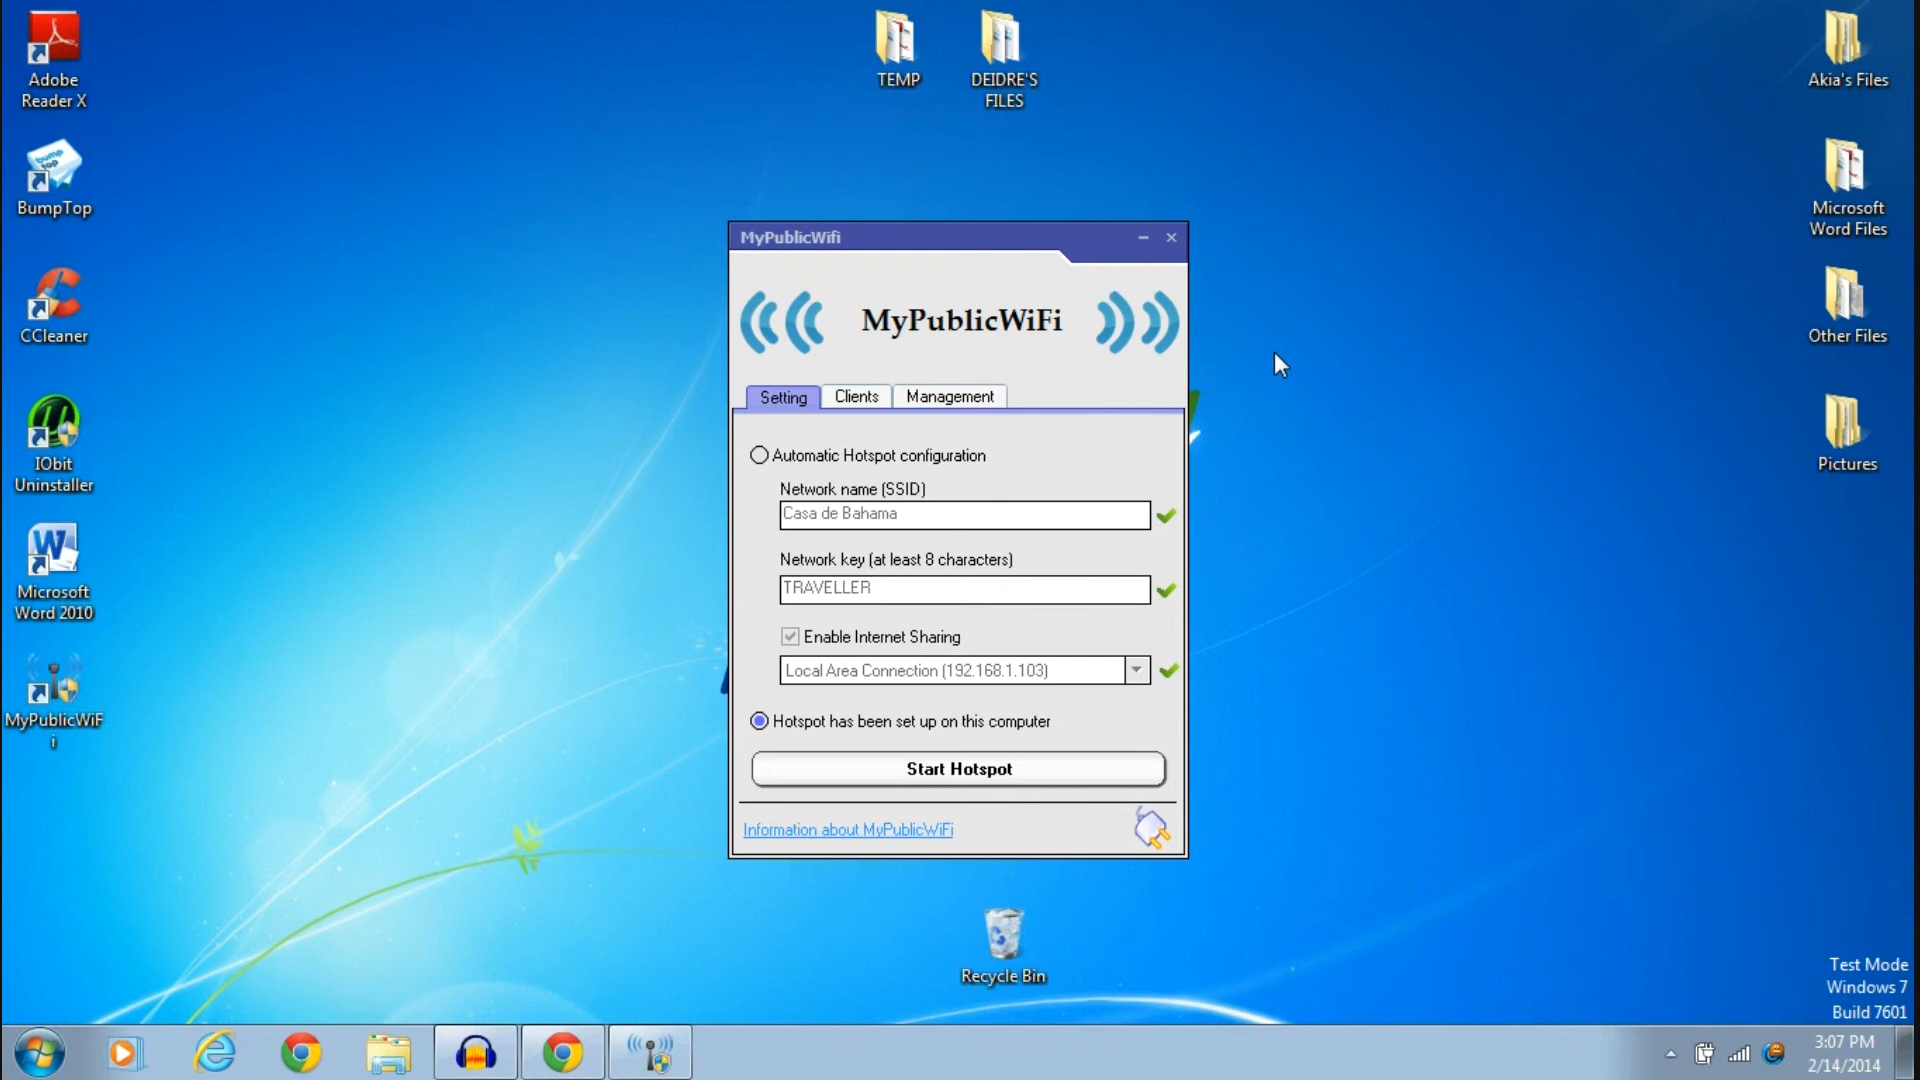 Adobe
Reader X
BumpTop
CCleaner
IObit
Uninstaller
Microsoft
Word 2010
MyPublicWiF
i
TEMP
DEIDRE'S
FILES
Akia's Files
Microsoft
Word Files
Other Files
Pictures
MyPublicWifi
MyPublicWiFi
Setting
Clients
Management
Automatic Hotspot configuration
Network name (SSID)
Casa de Bahama
Network key (at least 8 characters)
TRAVELLER
Enable Internet Sharing
Local Area Connection (192.168.1.103)
Hotspot has been set up on this computer
Start Hotspot
Information about MyPublicWiFi
Recycle Bin
Test Mode
Windows 7
Build 7601
3:07 PM
2/14/2014